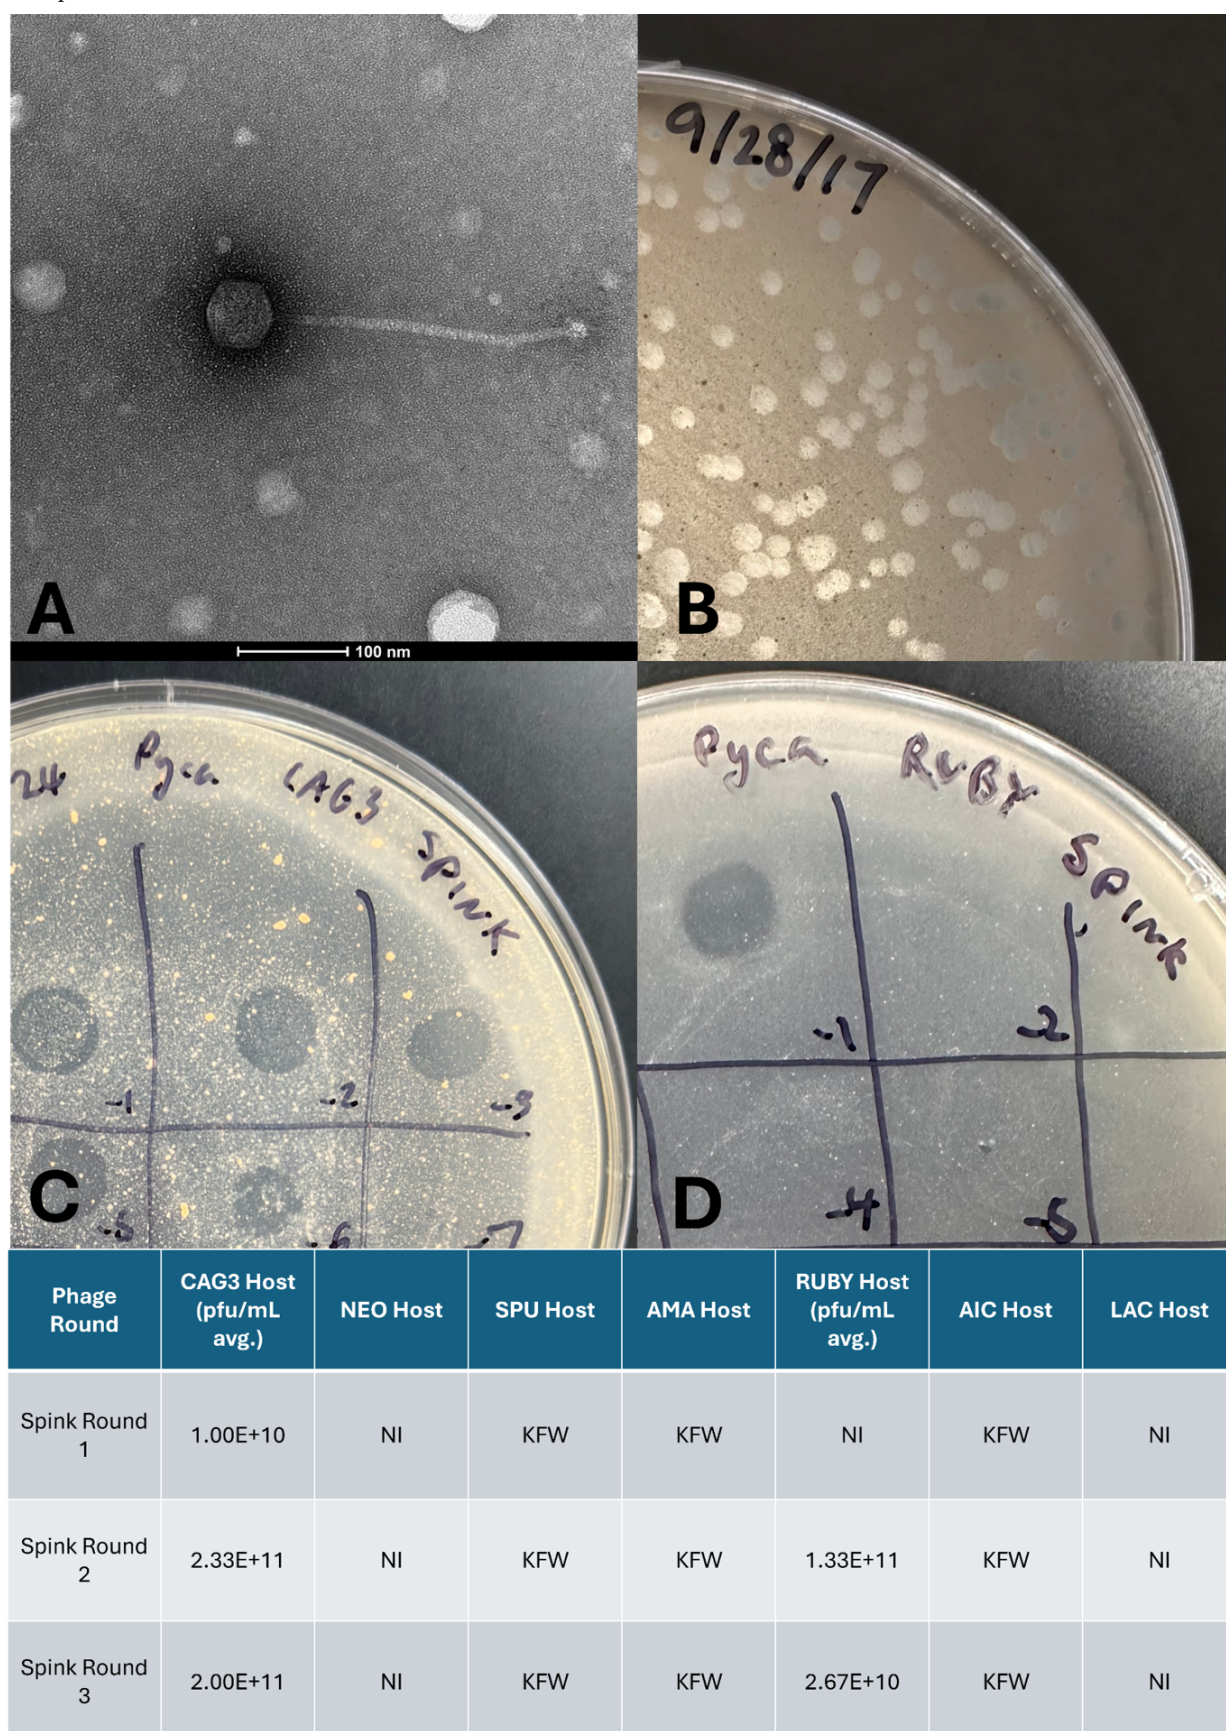 A
100 nm
9/28/17
B
24 Pyca CAG3 SPINK
-1 -2 -3
-5 -6 -7
C
Pyca RUBY SPINK
-1 -2
-4 -5
D
Phage Round CAG3 Host (pfu/mL avg.) NEO Host SPU Host AMA Host RUBY Host (pfu/mL avg.) AIC Host LAC Host
Spink Round 1 1.00E+10 NI KFW KFW NI KFW NI
Spink Round 2 2.33E+11 NI KFW KFW 1.33E+11 KFW NI
Spink Round 3 2.00E+11 NI KFW KFW 2.67E+10 KFW NI